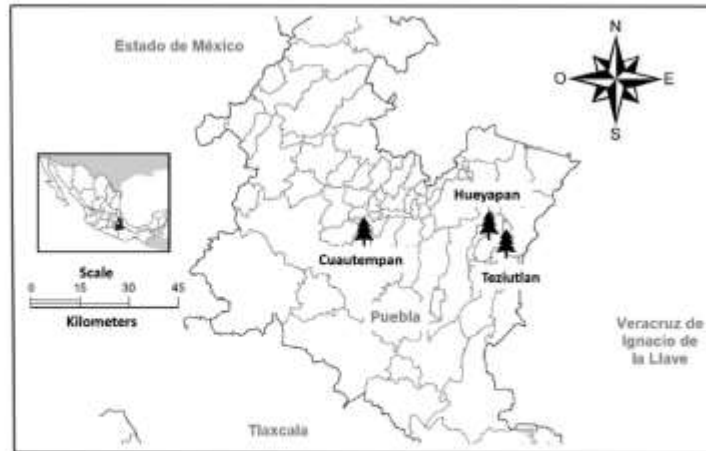 Estado de México
N
O
E
S
Hueyapan
Cuautempan
Teziutlan
Scale
0
15
30
45
Kilometers
Puebla
Veracruz de
Ignacio de
la Llave
Tlaxcala